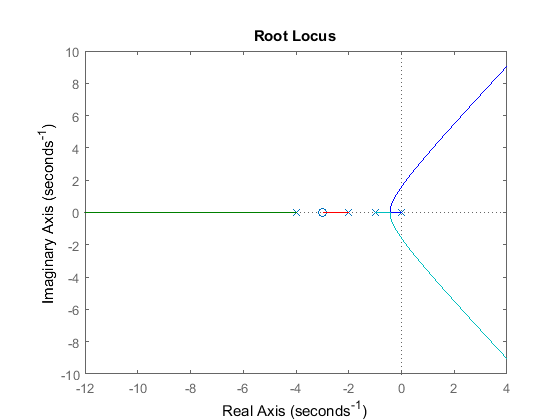 Root Locus
10
8
6
4
2
0
-2
-4
-6
-8
-10
Imaginary Axis (seconds⁻¹)
-12 -10 -8 -6 -4 -2 0 2 4
Real Axis (seconds⁻¹)